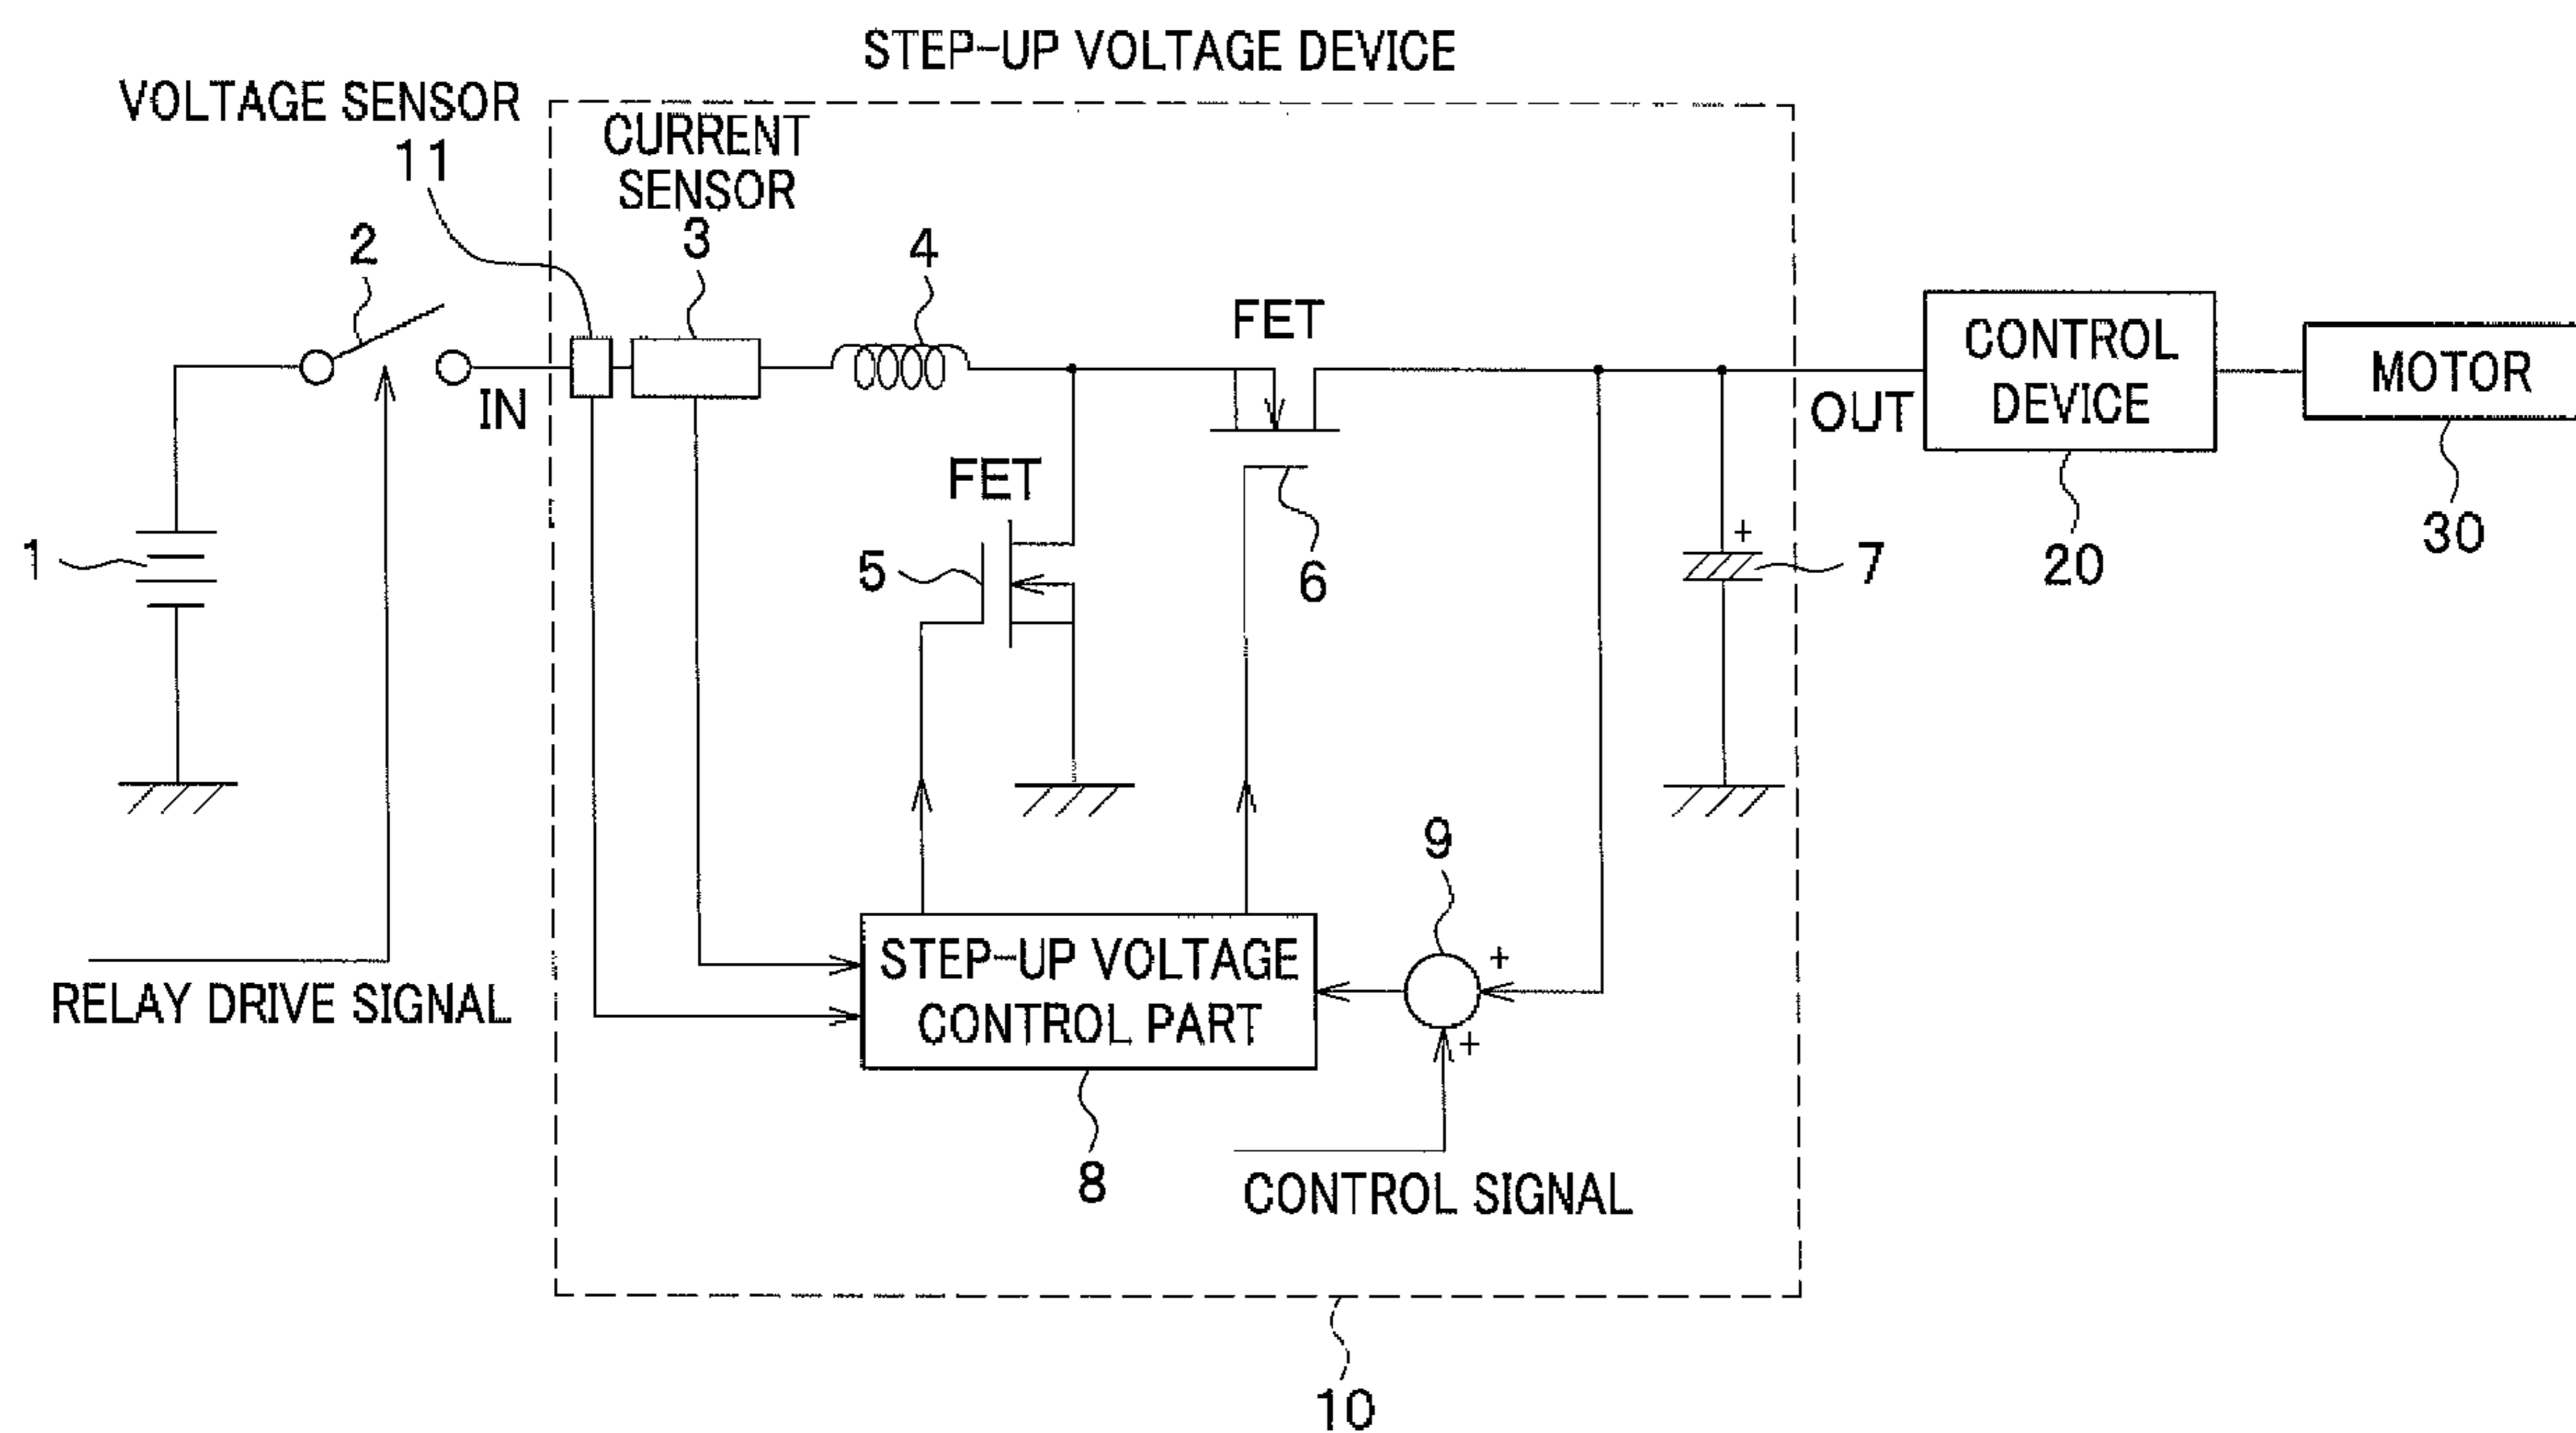 STEP-UP VOLTAGE DEVICE
VOLTAGE SENSOR
11
CURRENT
SENSOR
3
2
4
FET
IN
OUT
CONTROL
DEVICE
MOTOR
FET
1
5
6
+
7
20
30
9
+
STEP-UP VOLTAGE
CONTROL PART
+
RELAY DRIVE SIGNAL
8
CONTROL SIGNAL
10